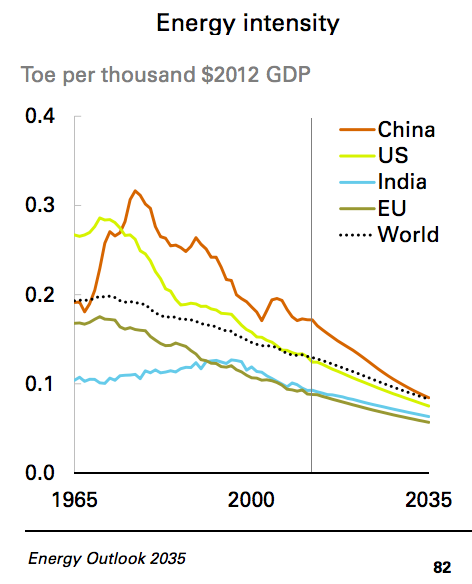 Energy intensity
Toe per thousand $2012 GDP
0.4
0.3
0.2
0.1
0.0
China
US
India
EU
World
1965 2000 2035
Energy Outlook 2035
82